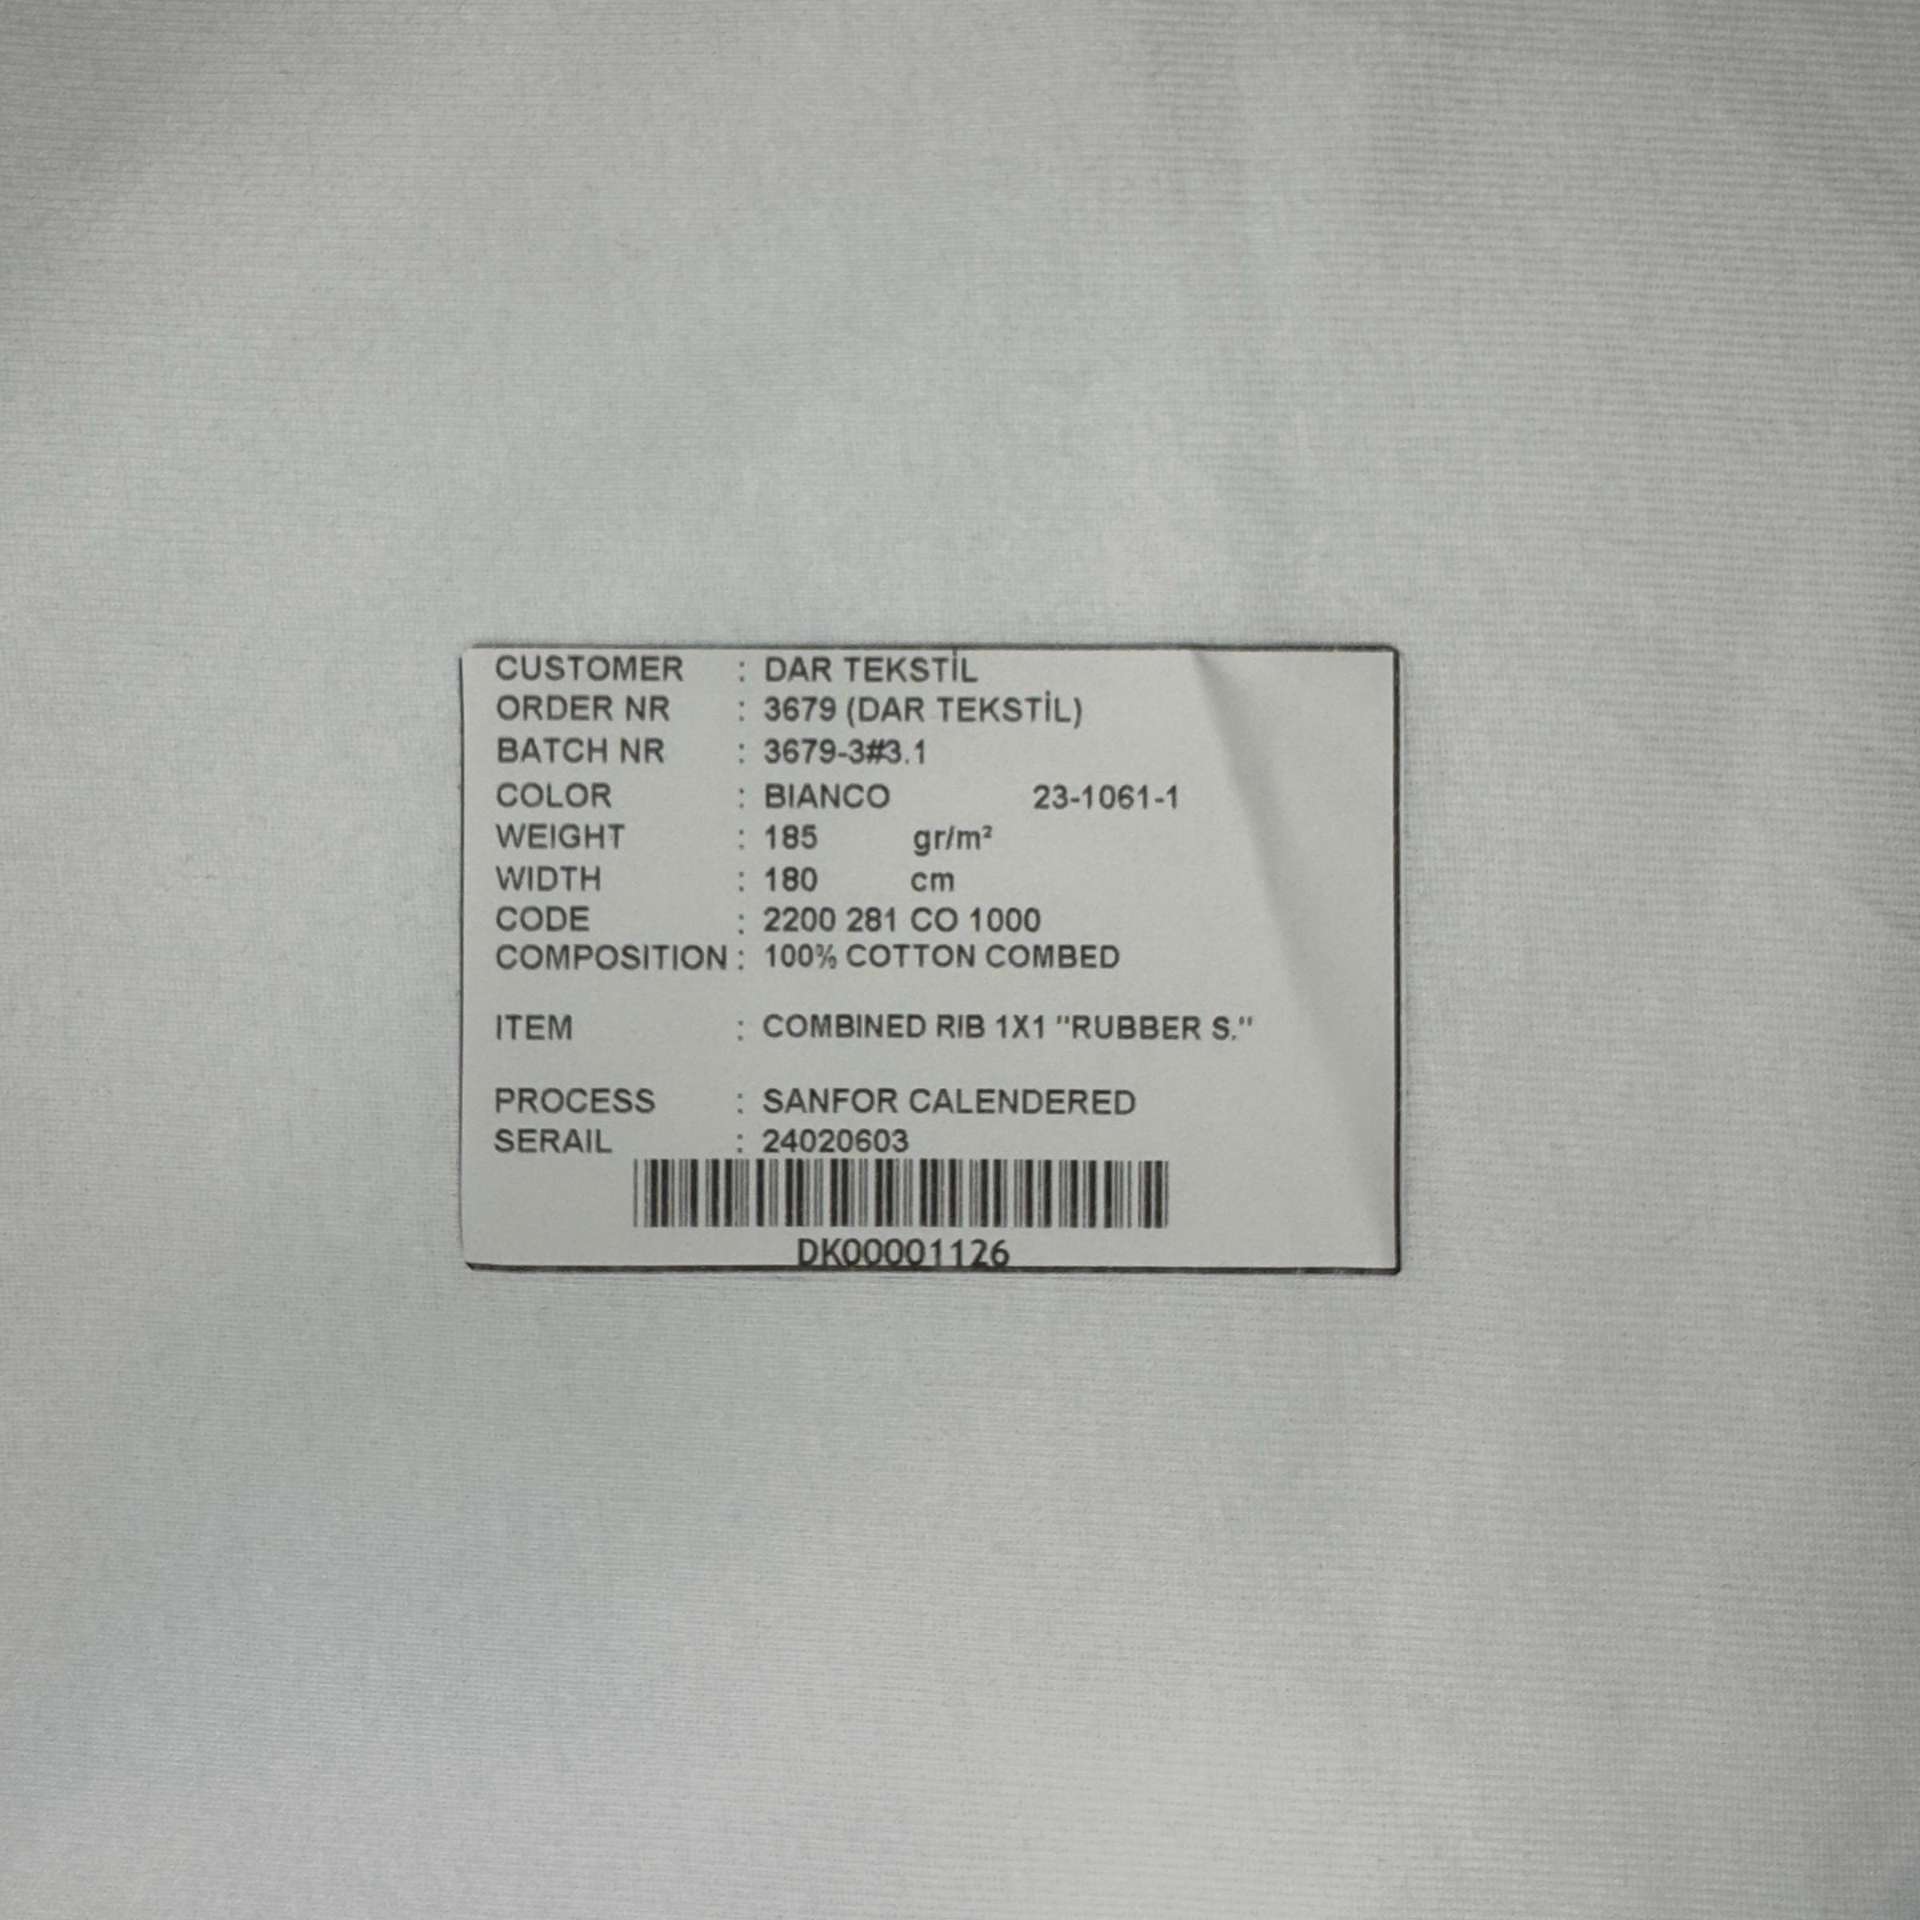 CUSTOMER : DAR TEKSTİL
ORDER NR : 3679 (DAR TEKSTİL)
BATCH NR : 3679-3#3.1
COLOR : BIANCO 23-1061-1
WEIGHT : 185 gr/m²
WIDTH : 180 cm
CODE : 2200 281 CO 1000
COMPOSITION : 100% COTTON COMBED
ITEM : COMBINED RIB 1X1 "RUBBER S."
PROCESS : SANFOR CALENDERED
SERAIL : 24020603
DK00001126